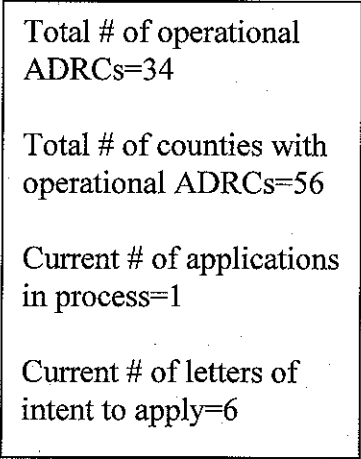 Total # of operational
ADRCs=34
Total # of counties with
operational ADRCs=56
Current # of applications
in process=1
Current # of letters of
intent to apply=6